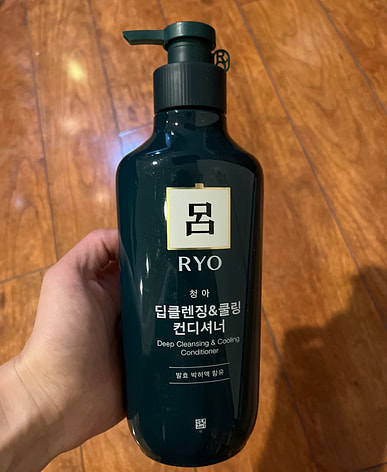 呂
RYO
청아
딥클렌징&쿨링
컨디셔너
Deep Cleansing & Cooling
Conditioner
발효 박하액 함유